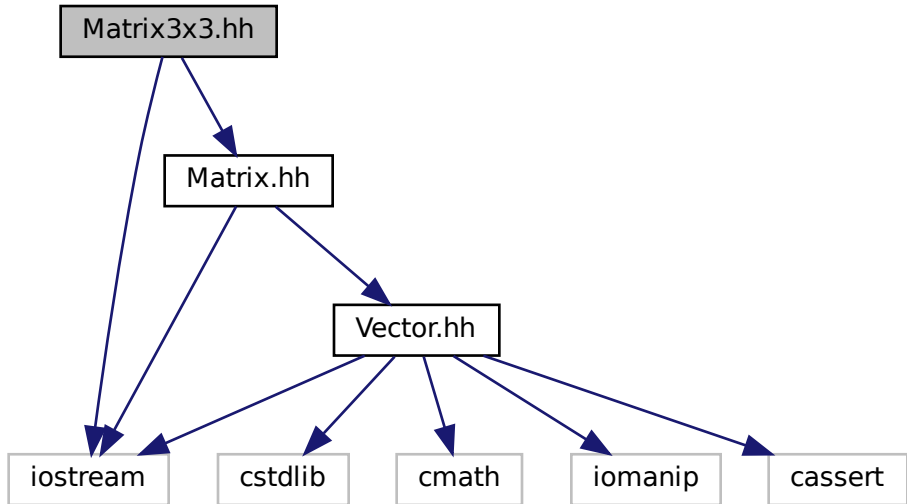 Matrix3x3.hh
Matrix.hh
Vector.hh
iostream
cstdlib
cmath
iomanip
cassert